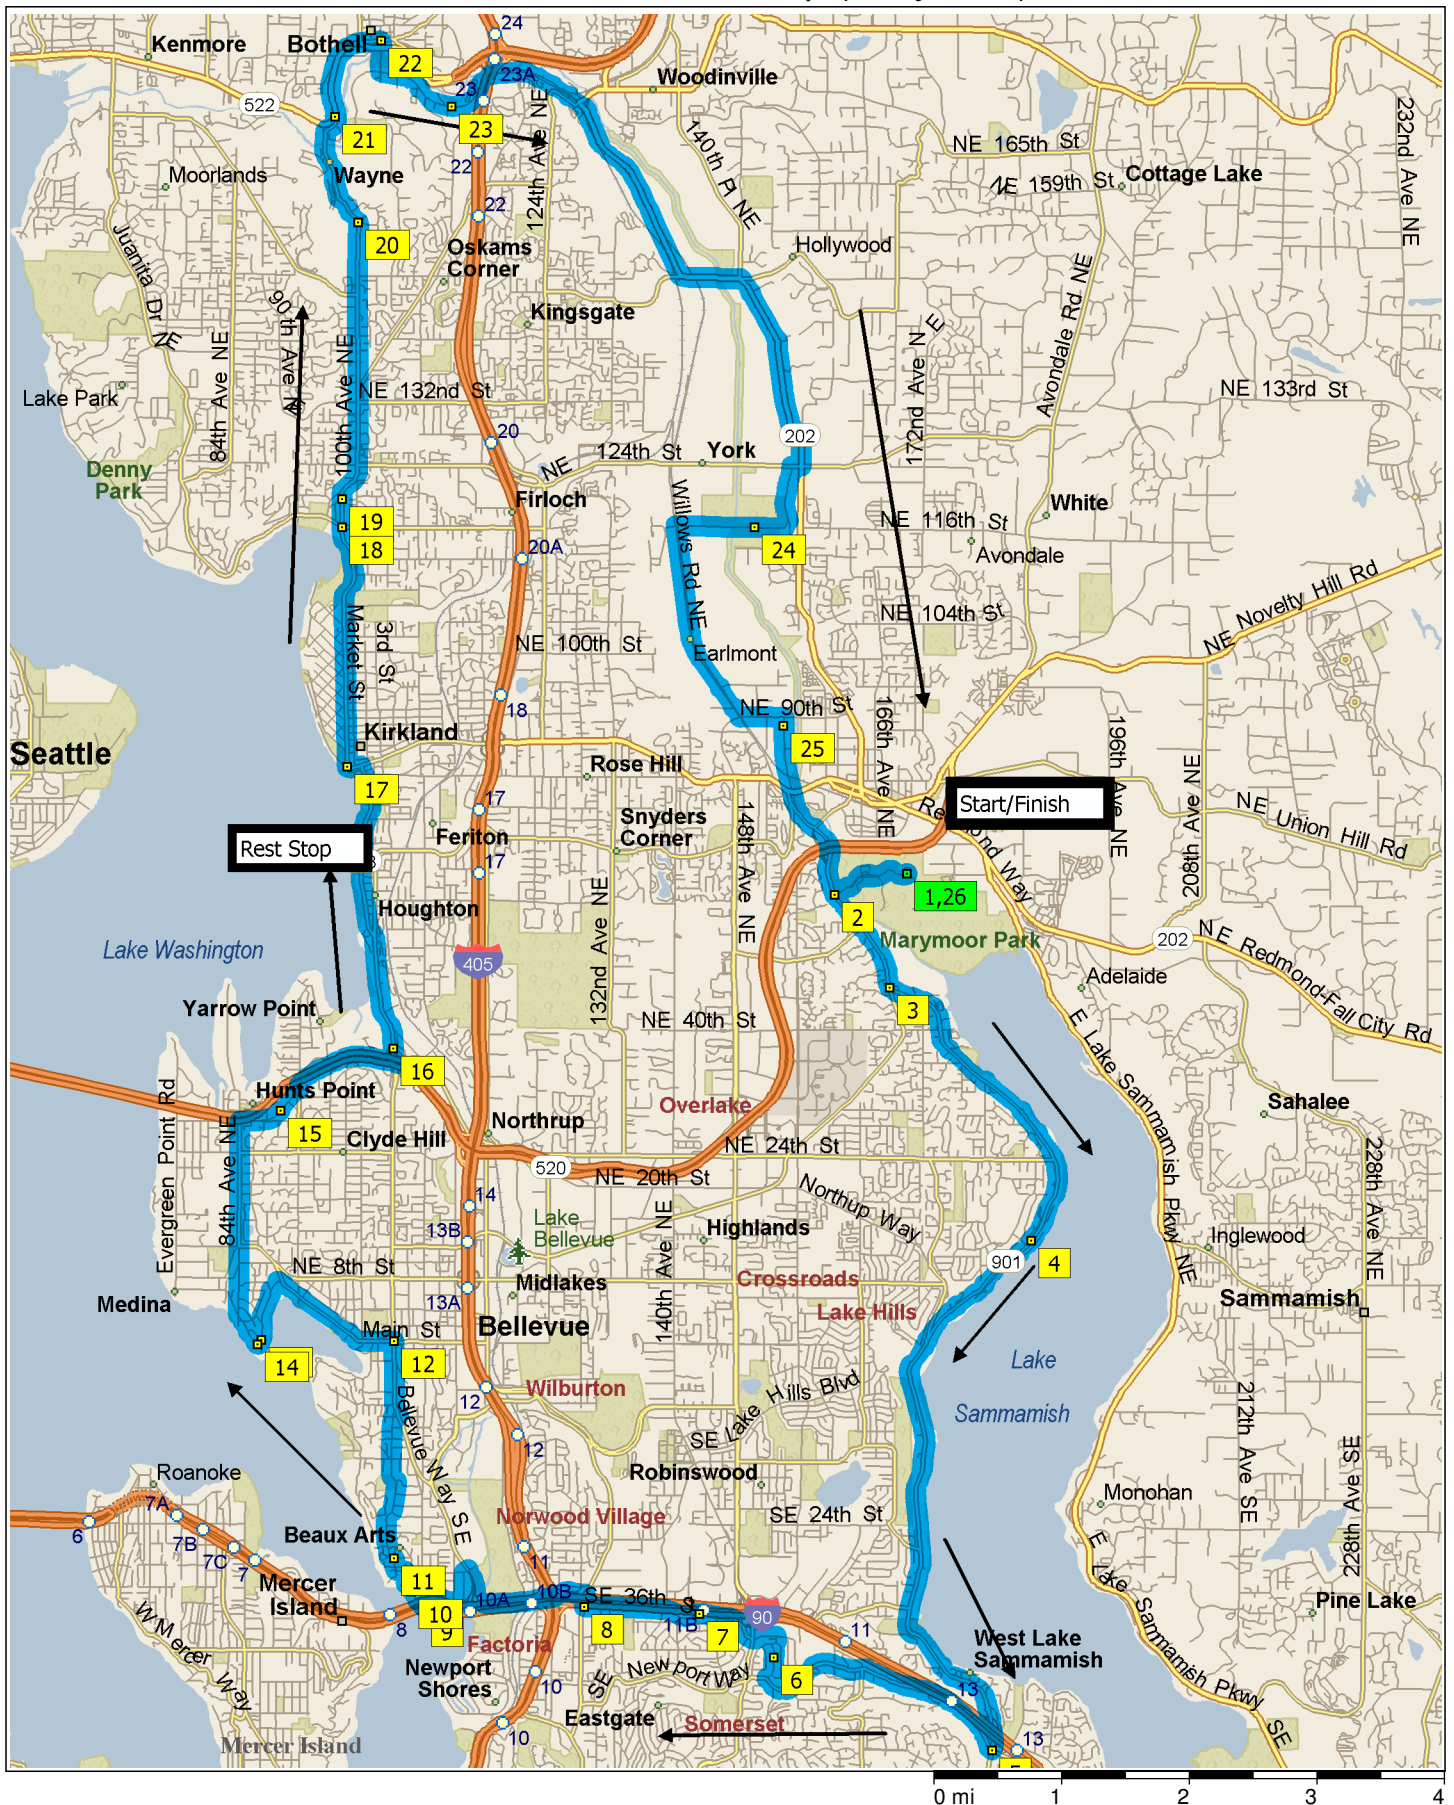 24
Kenmore
Bothell
22
23A
Woodinville
23
522
21
23
124th Ave NE
140th Pl NE
NE 165th St
232nd Ave NE
22
Wayne
Moorlands
NE 159th St
Cottage Lake
22
20
Juanita Dr NE
Oskams
Corner
Hollywood
90th Ave N
Kingsgate
84th Ave NE
100th Ave NE
NE 132nd St
172nd Ave N
E
Avondale Rd NE
NE 133rd St
Lake Park
20
202
NE 124th St
York
Denny
Park
Firloch
White
19
18
Willows Rd NE
24
NE 116th St
Avondale
20A
NE 104th St
NE Novelty Hill Rd
Market St
3rd St
NE 100th St
Earlmont
18
NE 90th St
166th Ave NE
196th Ave NE
Kirkland
25
Seattle
Rose Hill
208th Ave NE
17
17
Start/Finish
Redmond Way
NE Union Hill Rd
Feriton
Snyders
Corner
148th Ave NE
Rest Stop
17
1,26
Houghton
132nd Ave NE
2
Marymoor Park
202
NE Redmond-Fall City Rd
Lake Washington
405
Adelaide
Yarrow Point
3
NE 40th St
E Lake Sammamish Pkwy NE
16
Evergreen Point Rd
Hunts Point
Overlake
Sahalee
15
Northrup
Clyde Hill
NE 24th St
84th Ave NE
520
NE 20th St
228th Ave NE
Northup Way
14
140th Ave NE
Lake
Bellevue
Highlands
13B
Inglewood
NE 8th St
901
4
Midlakes
Crossroads
Medina
13A
Sammamish
Lake Hills
Main St
Bellevue
14
12
Lake
Sammamish
Wilburton
SE Lake Hills Blvd
12
212th Ave SE
Bellevue Way SE
12
228th Ave SE
Roanoke
Robinswood
Monohan
7A
6
7B
Norwood Village
SE 24th St
Beaux Arts
7C
7
11
E Lake Sammamish Pkwy SE
Mercer
Island
11
10A
10B
SE 36th S
Pine Lake
10
9
8
8
11B
7
90
11
W Mercer Way
Factoria
West Lake
Sammamish
Newport
Shores
SE
Newport Way
6
10
13
Eastgate
Somerset
10
13
Mercer Island
5
0 mi 1 2 3 4